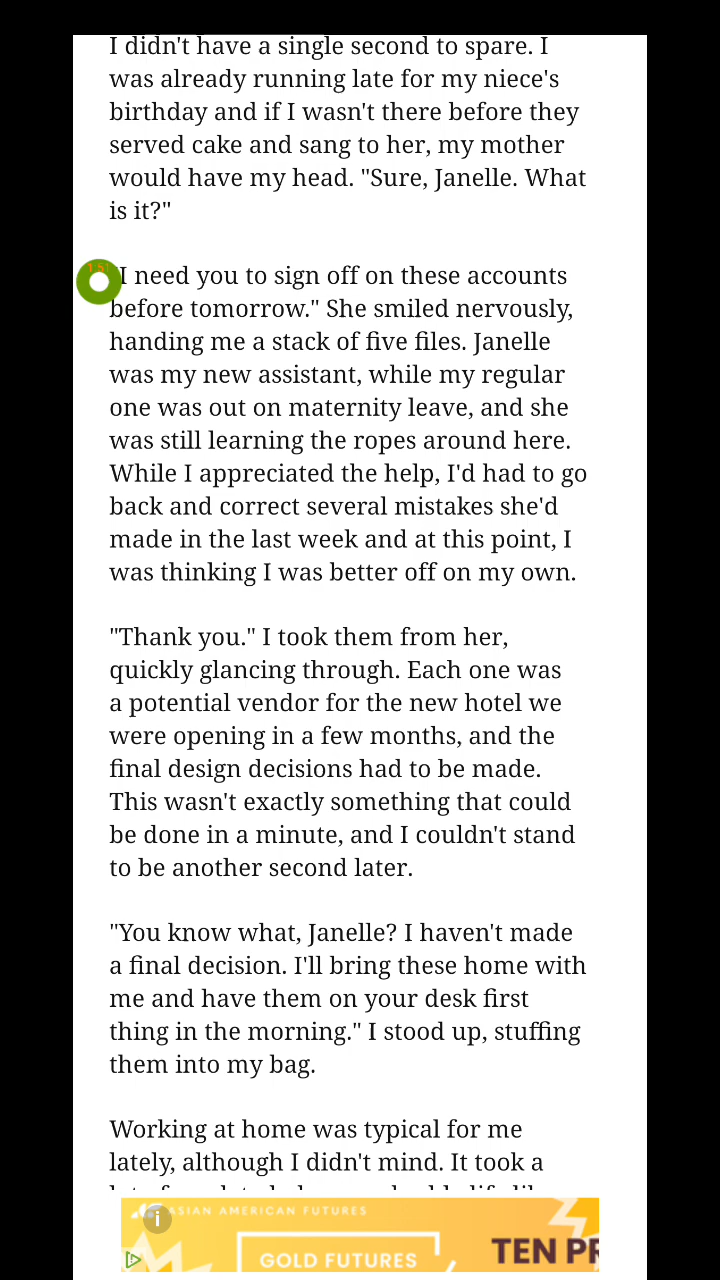 I didn't have a single second to spare. I
was already running late for my niece's
birthday and if I wasn't there before they
served cake and sang to her, my mother
would have my head. "Sure, Janelle. What
is it?"
I need you to sign off on these accounts
before tomorrow." She smiled nervously,
handing me a stack of five files. Janelle
was my new assistant, while my regular
one was out on maternity leave, and she
was still learning the ropes around here.
While I appreciated the help, I'd had to go
back and correct several mistakes she'd
made in the last week and at this point, I
was thinking I was better off on my own.
"Thank you." I took them from her,
quickly glancing through. Each one was
a potential vendor for the new hotel we
were opening in a few months, and the
final design decisions had to be made.
This wasn't exactly something that could
be done in a minute, and I couldn't stand
to be another second later.
"You know what, Janelle? I haven't made
a final decision. I'll bring these home with
me and have them on your desk first
thing in the morning." I stood up, stuffing
them into my bag.
Working at home was typical for me
lately, although I didn't mind. It took a
ASIAN AMERICAN FUTURES
GOLD FUTURES
TEN PR